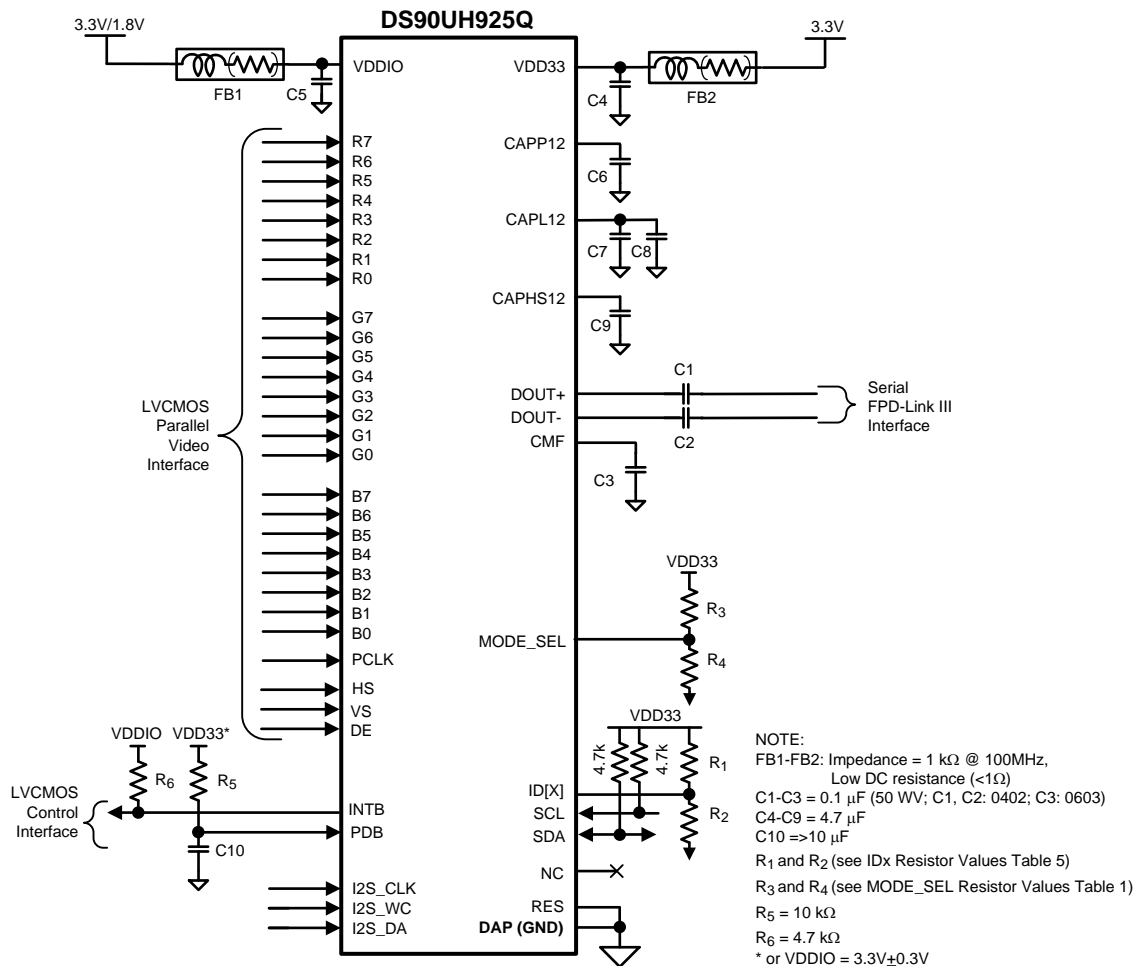 DS90UH925Q
3.3V/1.8V
3.3V
FB1
C5
VDDIO
VDD33
C4
FB2
R7
R6
R5
R4
R3
R2
R1
R0
CAPP12
C6
CAPL12
C7
C8
CAPHS12
C9
G7
G6
G5
G4
G3
G2
G1
G0
LVCMOS
Parallel
Video
Interface
C1
DOUT+
DOUT-
C2
CMF
C3
Serial
FPD-Link III
Interface
B7
B6
B5
B4
B3
B2
B1
B0
PCLK
HS
VS
DE
VDD33
R3
MODE_SEL
R4
VDDIO
VDD33*
R6
R5
LVCMOS
Control
Interface
INTB
PDB
C10
I2S_CLK
I2S_WC
I2S_DA
VDD33
4.7k
4.7k
R1
ID[X]
R2
SCL
SDA
NC
RES
DAP (GND)
NOTE:
FB1-FB2: Impedance = 1 kΩ @ 100MHz,
Low DC resistance (<1Ω)
C1-C3 = 0.1 μF (50 WV; C1, C2: 0402; C3: 0603)
C4-C9 = 4.7 μF
C10 =>10 μF
R1 and R2 (see IDx Resistor Values Table 5)
R3 and R4 (see MODE_SEL Resistor Values Table 1)
R5 = 10 kΩ
R6 = 4.7 kΩ
* or VDDIO = 3.3V±0.3V